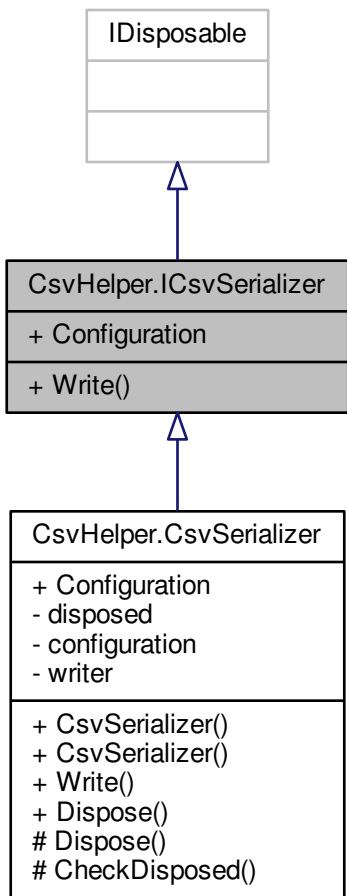 IDisposable
CsvHelper.ICsvSerializer
+ Configuration
+ Write()
CsvHelper.CsvSerializer
+ Configuration
- disposed
- configuration
- writer
+ CsvSerializer()
+ CsvSerializer()
+ Write()
+ Dispose()
# Dispose()
# CheckDisposed()